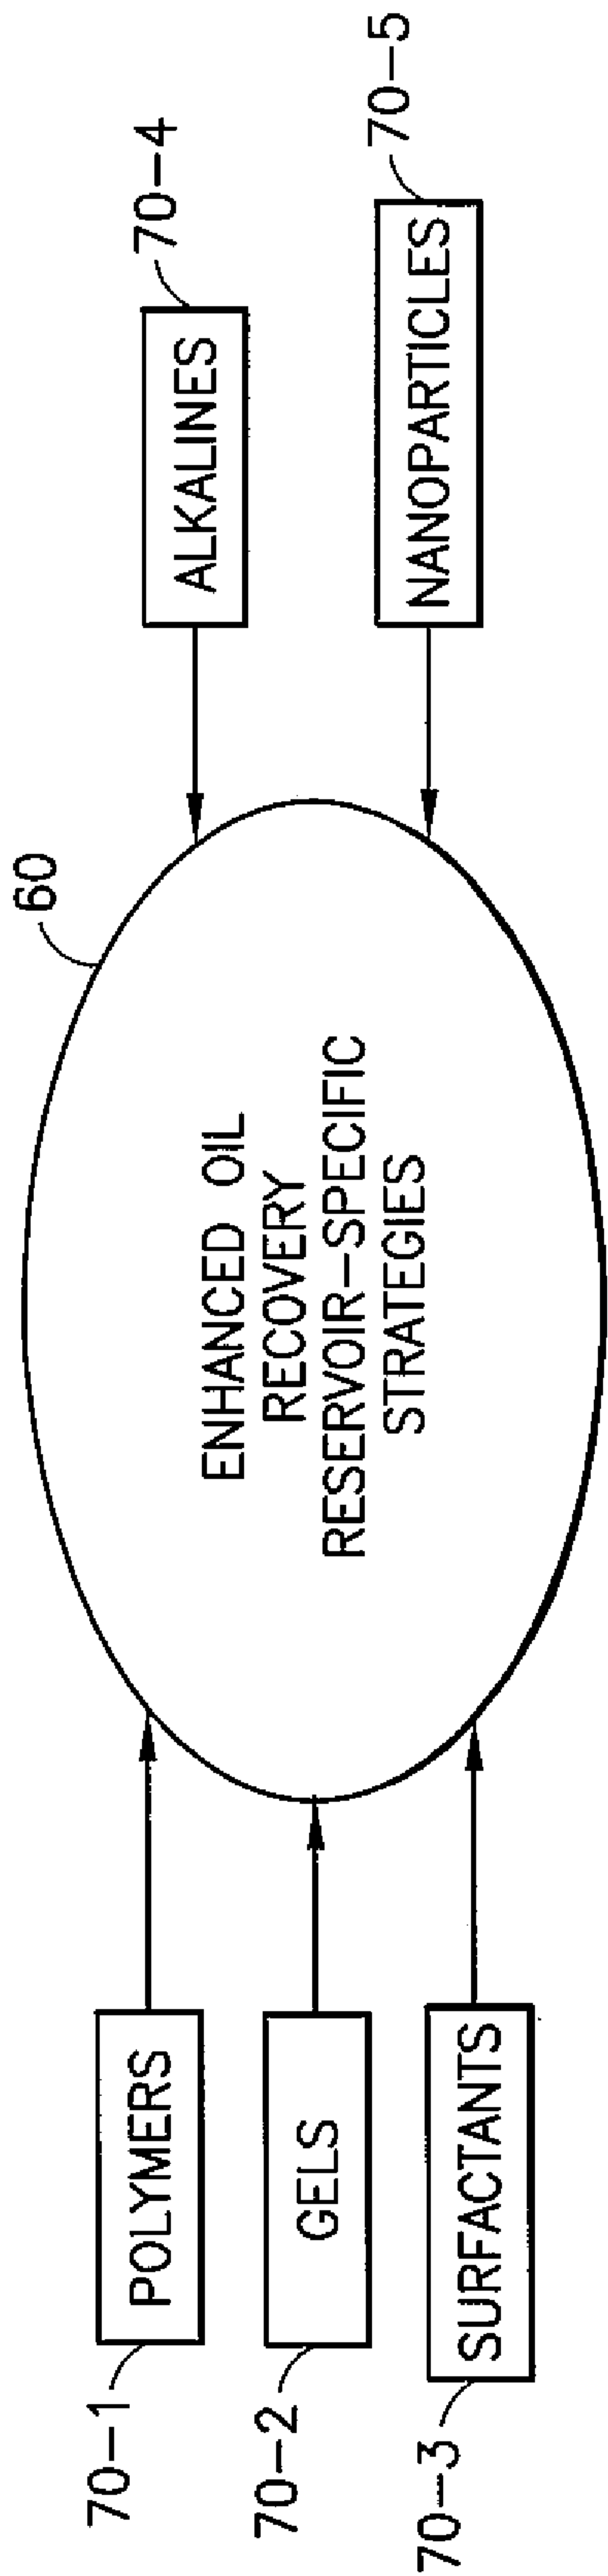 70-1
POLYMERS
70-2
GELS
70-3
SURFACTANTS
60
ENHANCED OIL
RECOVERY
RESERVOIR-SPECIFIC
STRATEGIES
ALKALINES
70-4
NANOPARTICLES
70-5